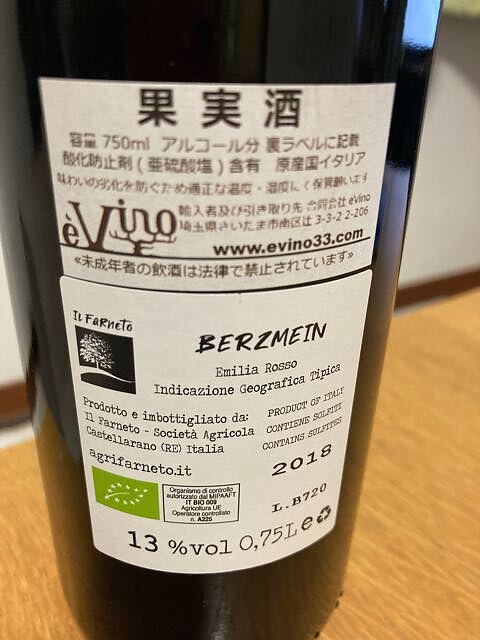 果実酒
容量 750ml アルコール分 裏ラベルに記載
酸化防止剤(亜硫酸塩)含有 原産国イタリア
味わいの劣化を防ぐため適正な温度・湿度にて保管願います
èVino
輸入者及び引き取り先 合同会社 eVino
埼玉県さいたま市南区辻 3-3-2 2-206
www.evino33.com
«未成年者の飲酒は法律で禁止されています»
IL FaRNeTo
BERZMEIN
Emilia Rosso
Indicazione Geografica Tipica
Prodotto e imbottigliato da:
Il Farneto - Società Agricola
Castellarano (RE) Italia
agrifarneto.it
PRODUCT OF ITALY
CONTIENE SOLFITI
CONTAINS SULFITES
2018
Organismo di controllo
autorizzato dal MIPAAFT
IT BIO 009
Agricoltura UE
Operatore controllato
n. A225
L.B720
13 %vol 0,75L e